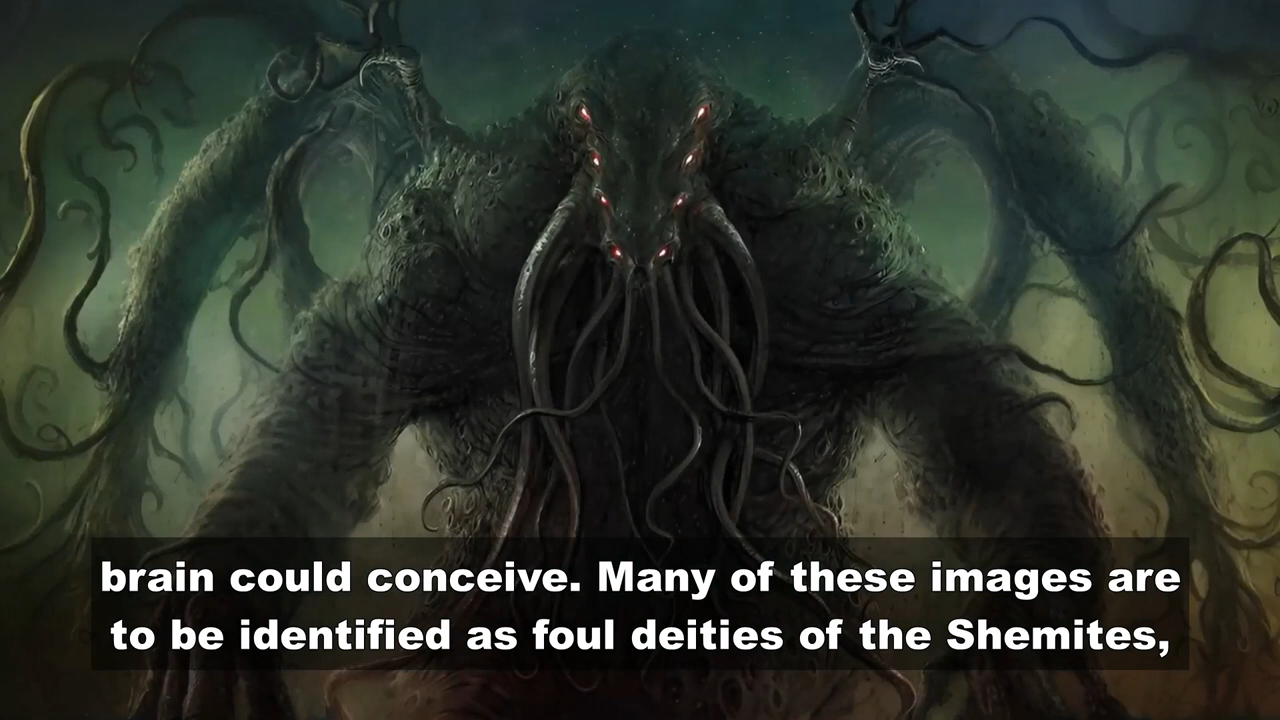 brain could conceive. Many of these images are
to be identified as foul deities of the Shemites,